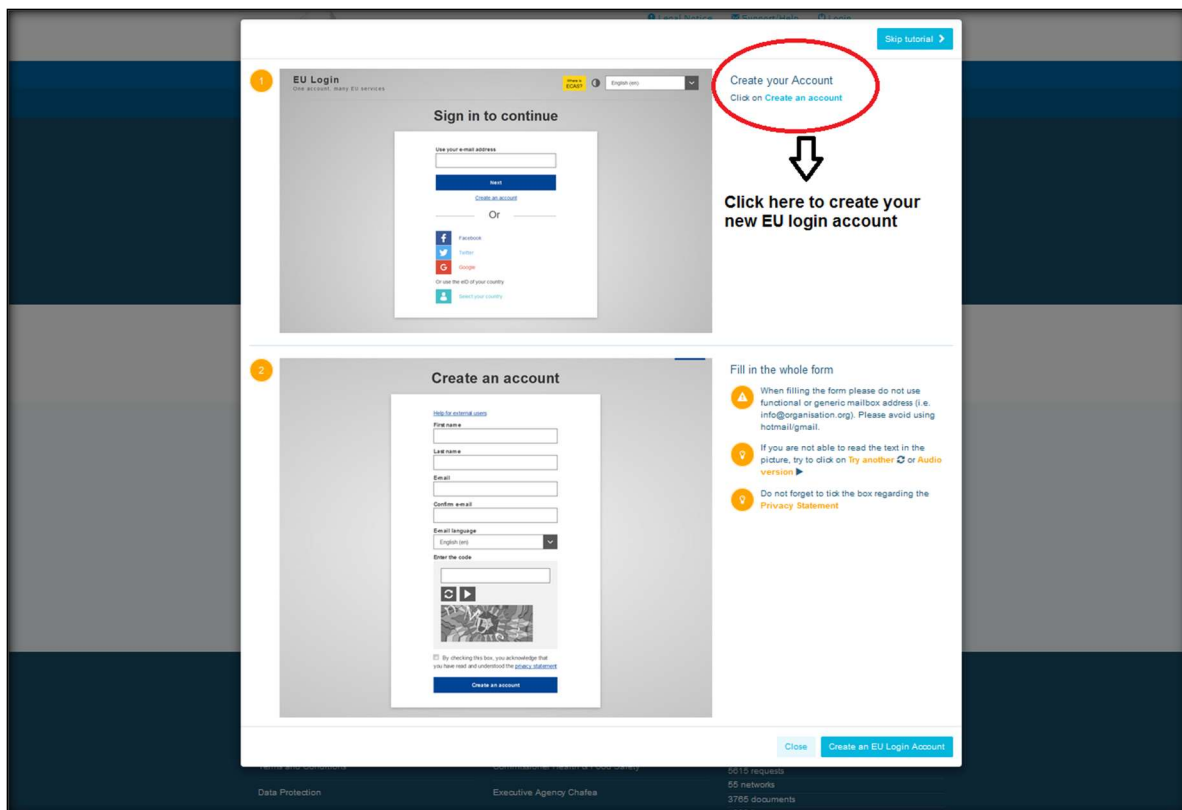 Legal Notice Support/Help Login
Skip tutorial
1
EU Login
One account, many EU services
Where is
ECAS?
English (en)
Sign in to continue
Use your e-mail address
Next
Create an account
Or
Facebook
Twitter
Google
Or use the eID of your country
Select your country
Create your Account
Click on Create an account
Click here to create your
new EU login account
2
Create an account
Help for external users
First name
Last name
E-mail
Confirm e-mail
E-mail language
English (en)
Enter the code
By checking this box, you acknowledge that
you have read and understood the privacy statement
Create an account
Fill in the whole form
When filling the form please do not use
functional or generic mailbox address (i.e.
info@organisation.org). Please avoid using
hotmail/gmail.
If you are not able to read the text in the
picture, try to click on Try another or Audio
version
Do not forget to tick the box regarding the
Privacy Statement
Close
Create an EU Login Account
Terms and Conditions
Health & Food Safety
5615 requests
55 networks
Data Protection
Executive Agency Chafea
3765 documents